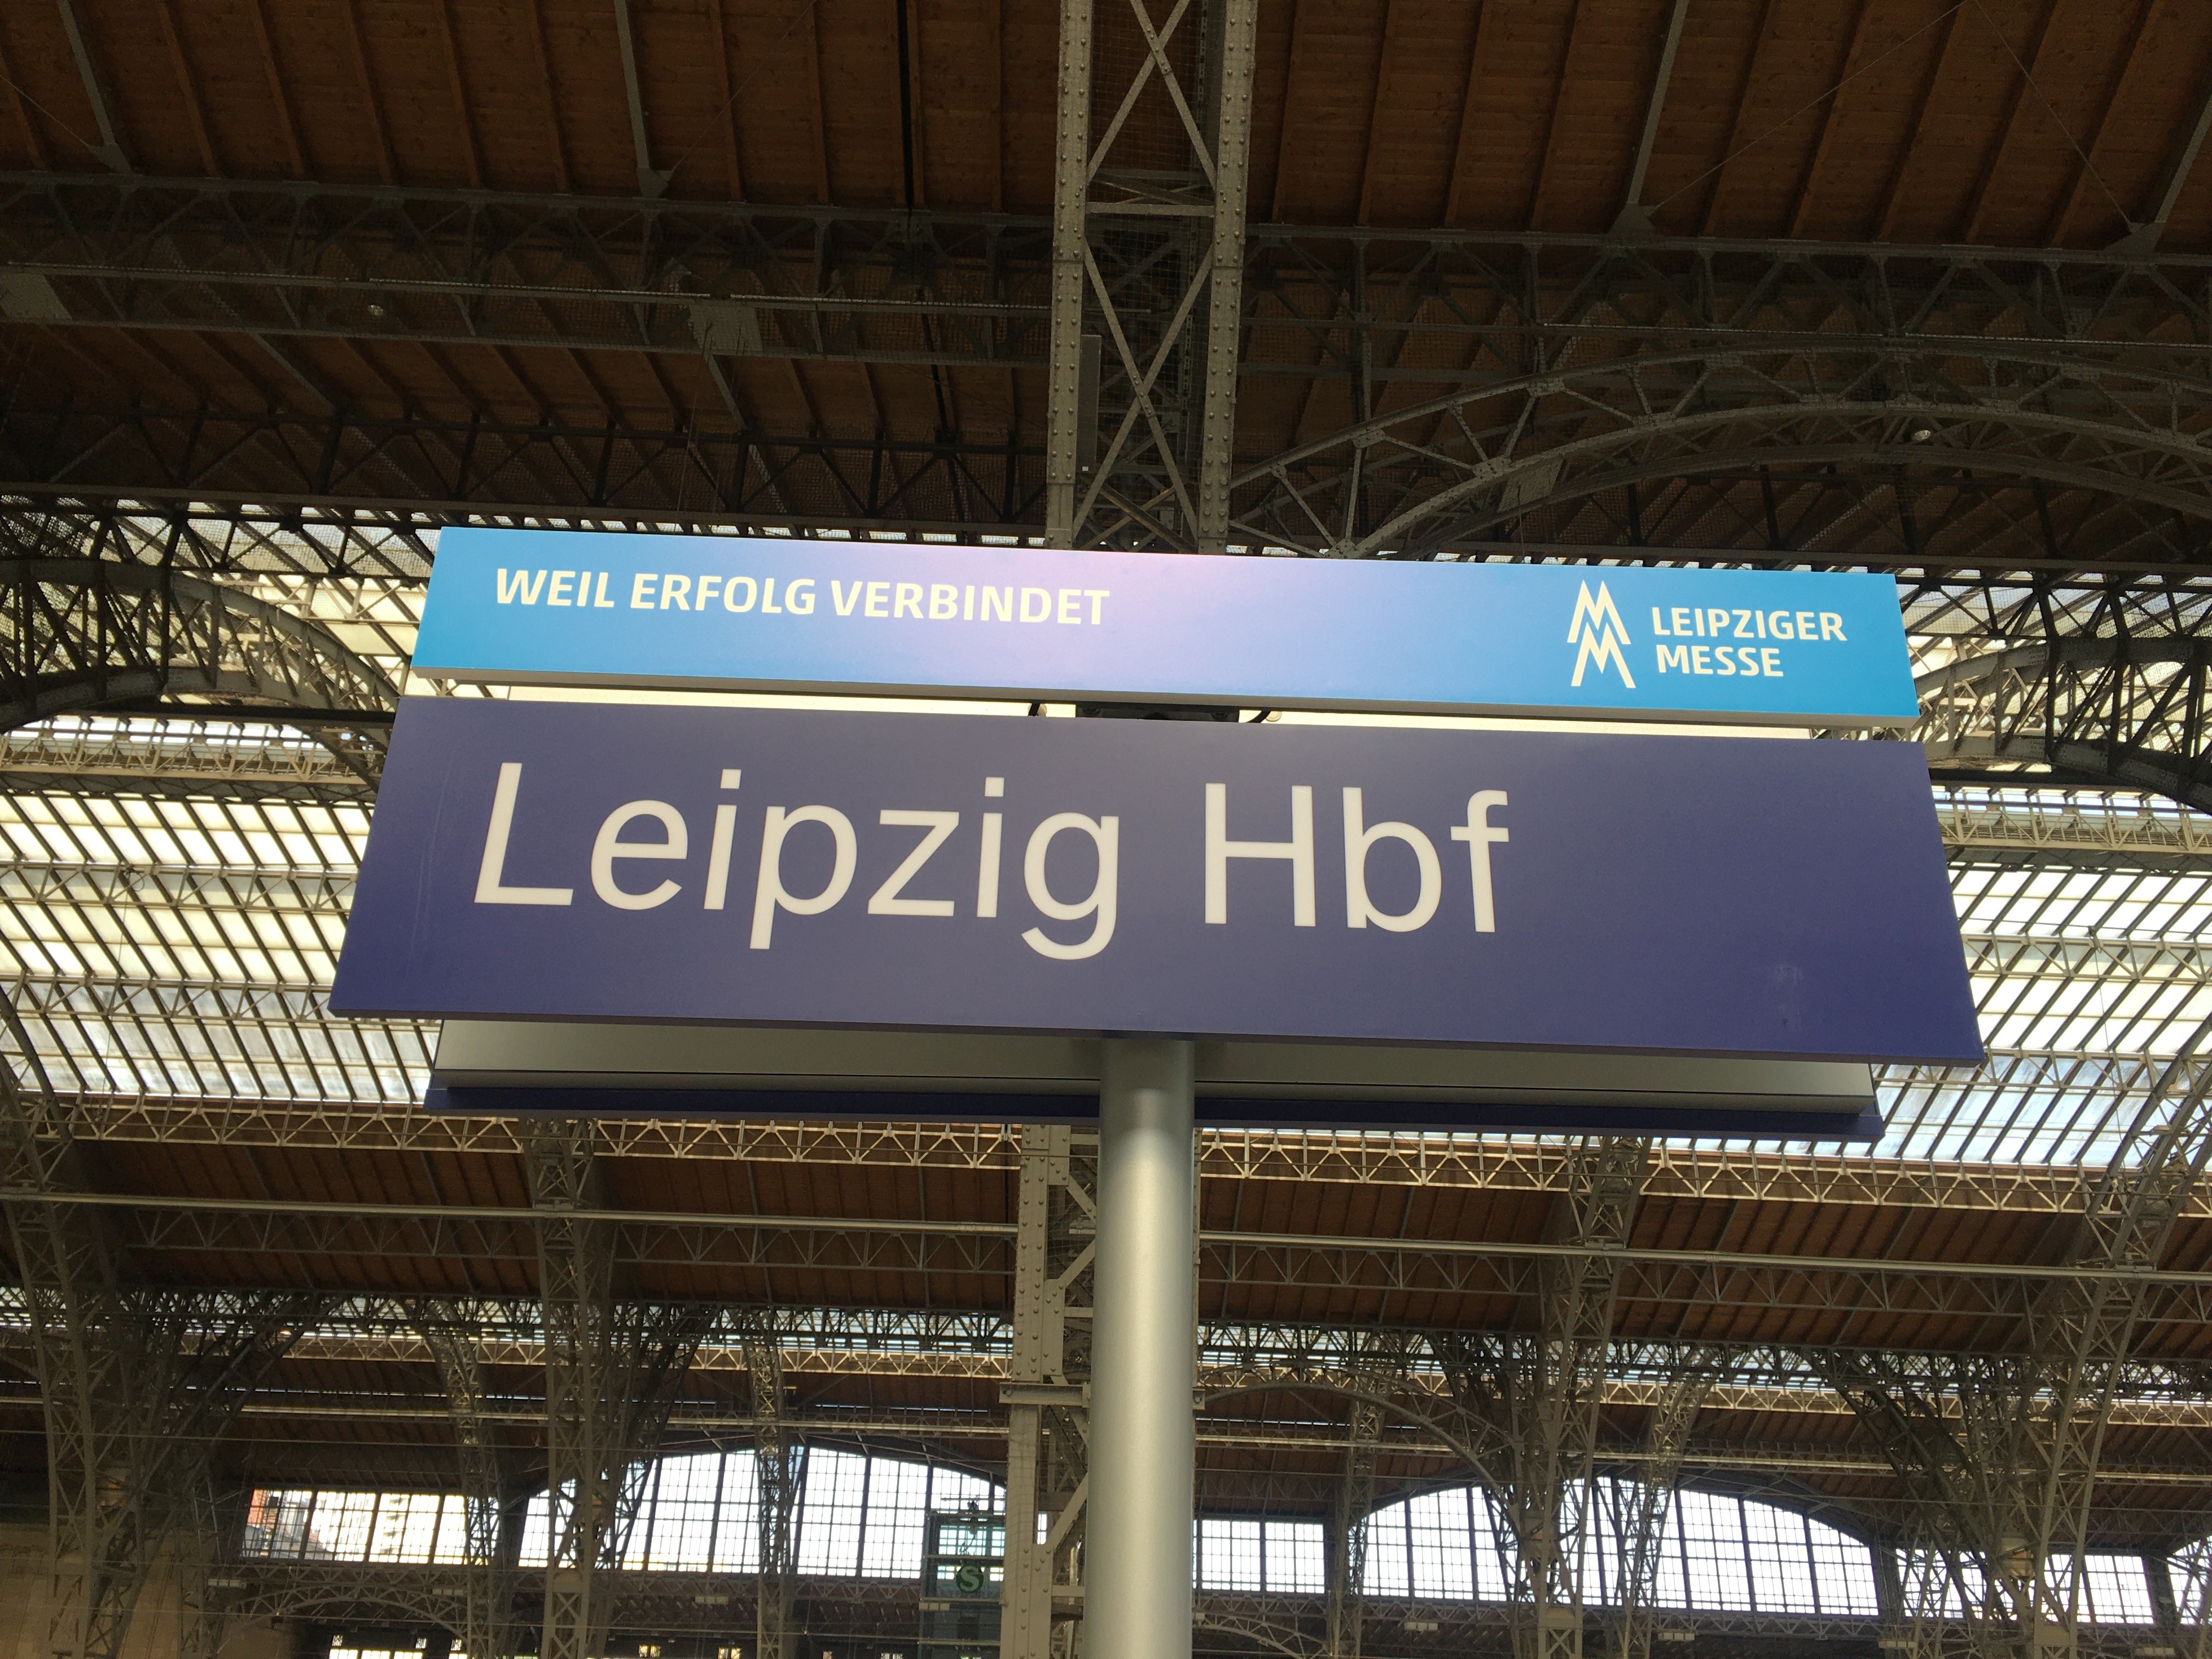 WEIL ERFOLG VERBINDET
LEIPZIGER
MESSE
Leipzig Hbf
S